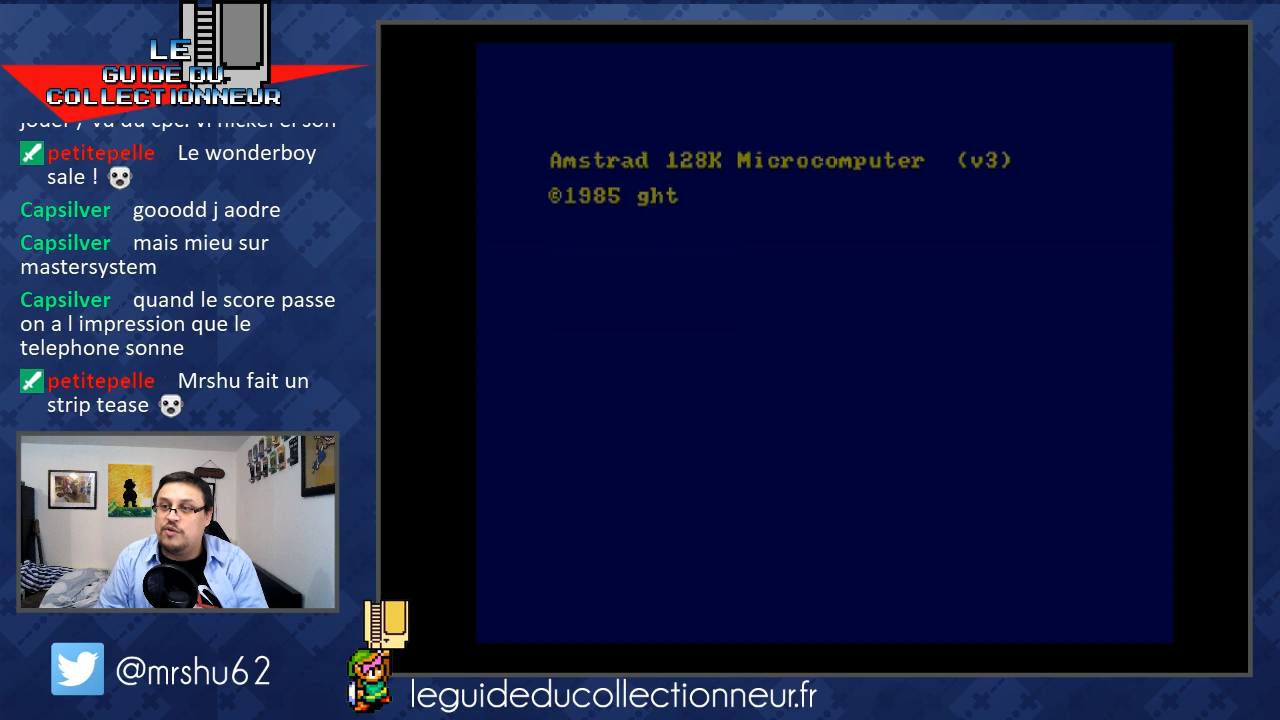 LE
GUIDE DU
COLLECTIONNEUR
petitepelle Le wonderboy
sale !
Capsilver goooodd j aodre
Capsilver mais mieu sur
mastersystem
Capsilver quand le score passe
on a l impression que le
telephone sonne
petitepelle Mrshu fait un
strip tease
@mrshu62
Amstrad 128K Microcomputer (v3)
©1985 ght
leguideducollectionneur.fr